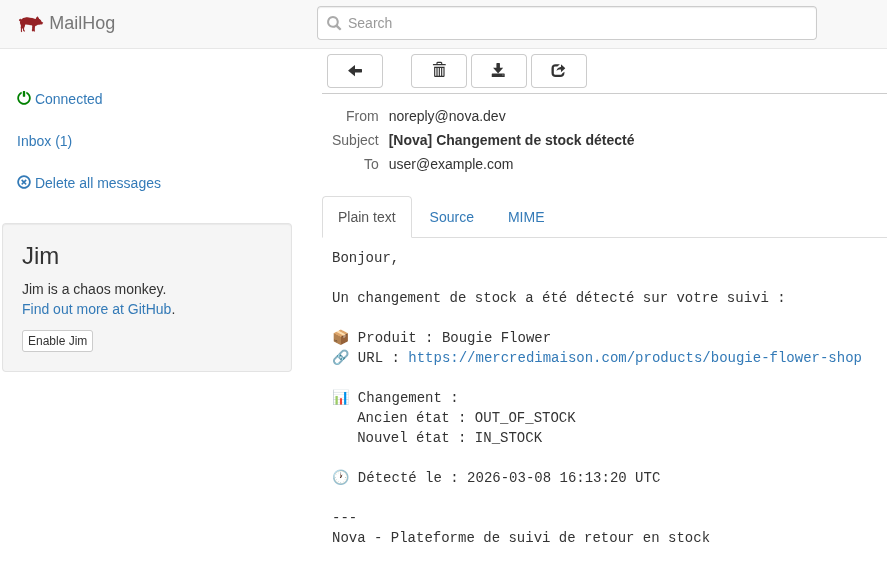 MailHog
Search
Connected
Inbox (1)
Delete all messages
Jim
Jim is a chaos monkey.
Find out more at GitHub.
Enable Jim
From noreply@nova.dev
Subject [Nova] Changement de stock détecté
To user@example.com
Plain text Source MIME
Bonjour,
Un changement de stock a été détecté sur votre suivi :
📦 Produit : Bougie Flower
🔗 URL : https://mercredimaison.com/products/bougie-flower-shop
📊 Changement :
Ancien état : OUT_OF_STOCK
Nouvel état : IN_STOCK
🕐 Détecté le : 2026-03-08 16:13:20 UTC
---
Nova - Plateforme de suivi de retour en stock